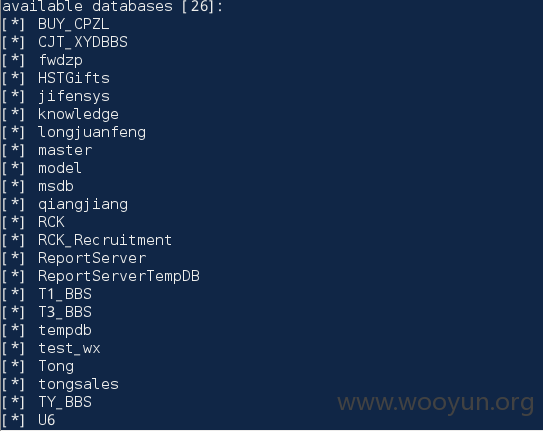 available databases [26]:
[*] BUY_CPZL
[*] CJT_XYDBBS
[*] fwdzp
[*] HSTGifts
[*] jifensys
[*] knowledge
[*] longjuanfeng
[*] master
[*] model
[*] msdb
[*] qiangjiang
[*] RCK
[*] RCK_Recruitment
[*] ReportServer
[*] ReportServerTempDB
[*] T1_BBS
[*] T3_BBS
[*] tempdb
[*] test_wx
[*] Tong
[*] tongsales
[*] TY_BBS
[*] U6
www.wooyun.org